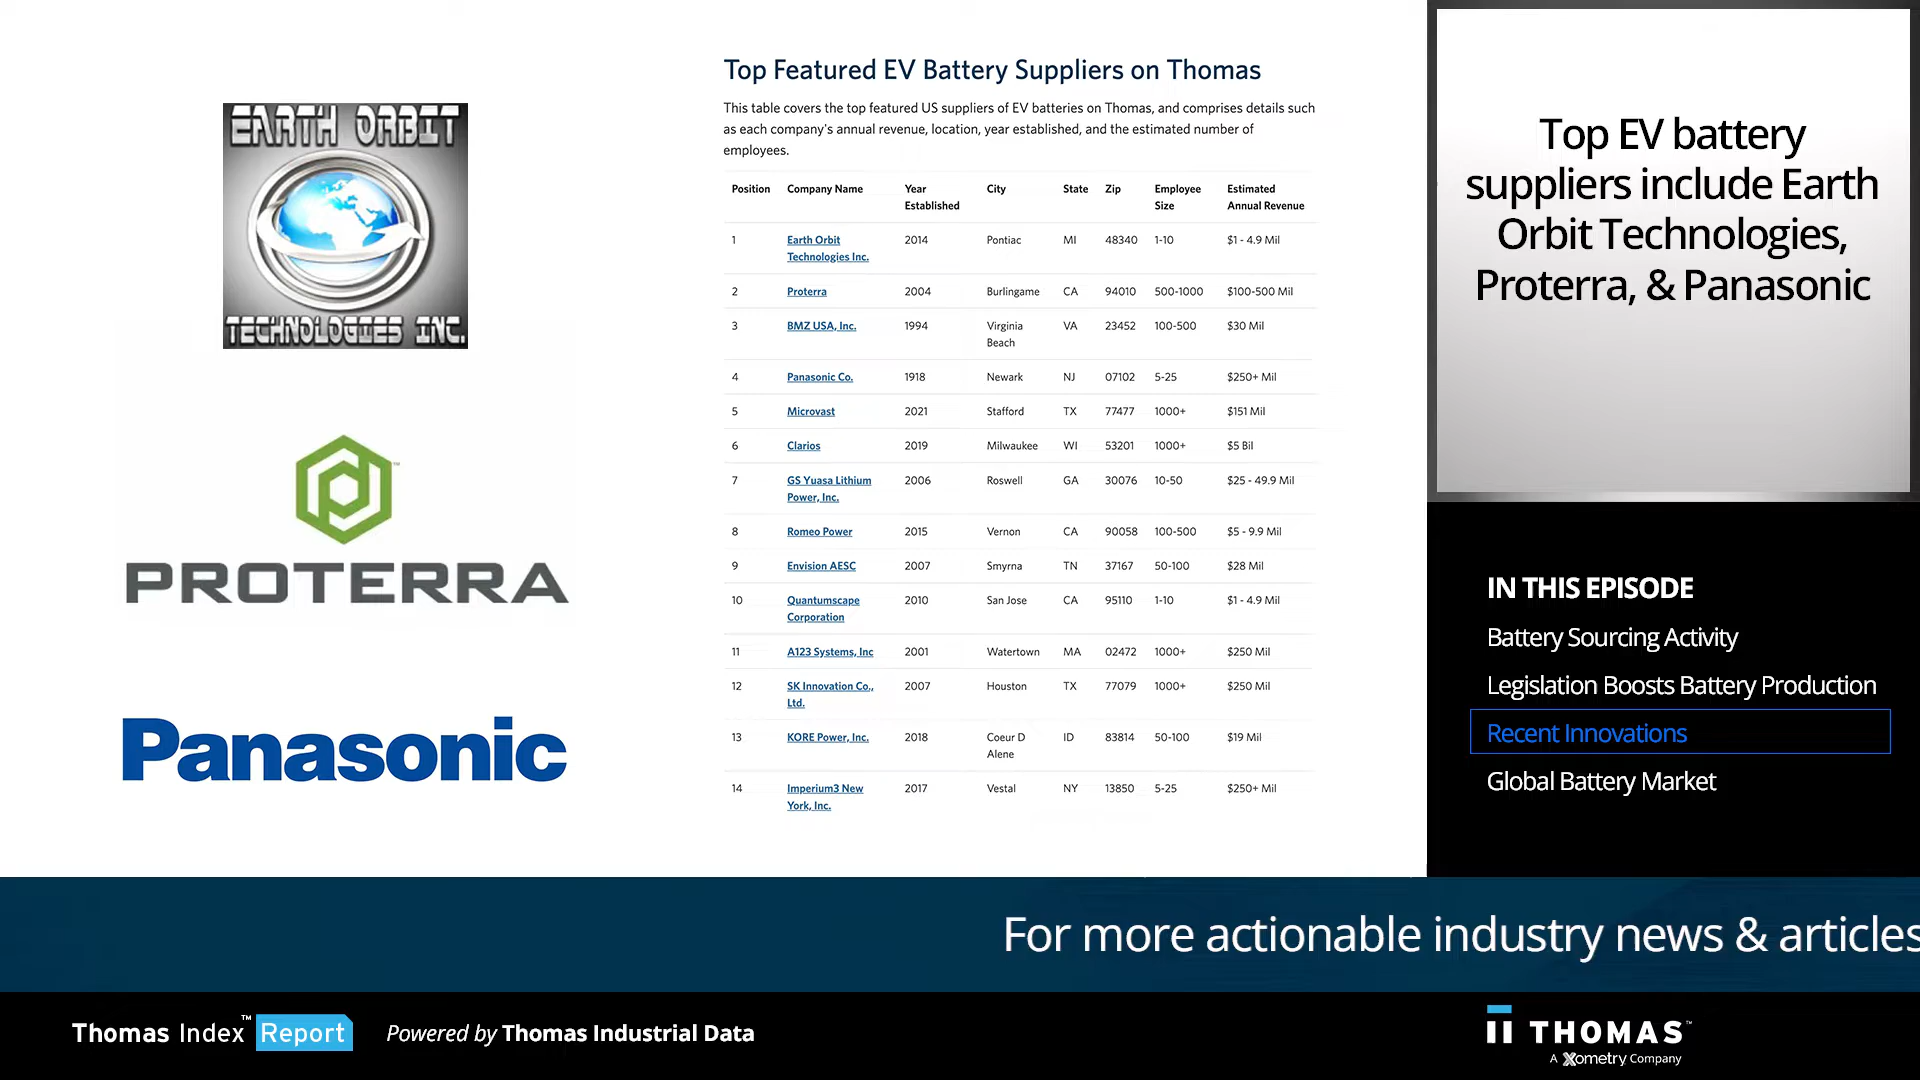 EARTH ORBIT
TECHNOLOGIES INC.
PROTERRA™
Panasonic
Top Featured EV Battery Suppliers on Thomas
This table covers the top featured US suppliers of EV batteries on Thomas, and comprises details such
as each company's annual revenue, location, year established, and the estimated number of
employees.
Position Company Name Year Established City State Zip Employee Size Estimated Annual Revenue
1 Earth Orbit Technologies Inc. 2014 Pontiac MI 48340 1-10 $1 - 4.9 Mil
2 Proterra 2004 Burlingame CA 94010 500-1000 $100-500 Mil
3 BMZ USA, Inc. 1994 Virginia Beach VA 23452 100-500 $30 Mil
4 Panasonic Co. 1918 Newark NJ 07102 5-25 $250+ Mil
5 Microvast 2021 Stafford TX 77477 1000+ $151 Mil
6 Clarios 2019 Milwaukee WI 53201 1000+ $5 Bil
7 GS Yuasa Lithium Power, Inc. 2006 Roswell GA 30076 10-50 $25 - 49.9 Mil
8 Romeo Power 2015 Vernon CA 90058 100-500 $5 - 9.9 Mil
9 Envision AESC 2007 Smyrna TN 37167 50-100 $28 Mil
10 Quantumscape Corporation 2010 San Jose CA 95110 1-10 $1 - 4.9 Mil
11 A123 Systems, Inc 2001 Watertown MA 02472 1000+ $250 Mil
12 SK Innovation Co., Ltd. 2007 Houston TX 77079 1000+ $250 Mil
13 KORE Power, Inc. 2018 Coeur D Alene ID 83814 50-100 $19 Mil
14 Imperium3 New York, Inc. 2017 Vestal NY 13850 5-25 $250+ Mil
Top EV battery
suppliers include Earth
Orbit Technologies,
Proterra, & Panasonic
IN THIS EPISODE
Battery Sourcing Activity
Legislation Boosts Battery Production
Recent Innovations
Global Battery Market
For more actionable industry news & articles
Thomas Index™ Report Powered by Thomas Industrial Data
THOMAS™
A Xometry Company